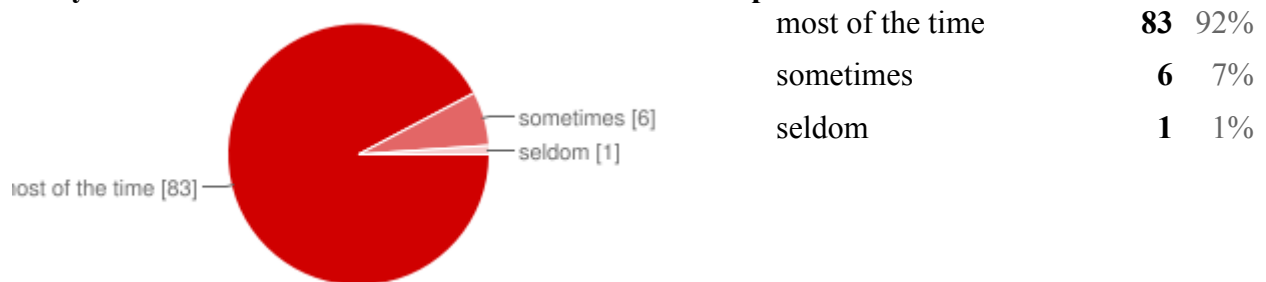 most of the time 83 92%
sometimes 6 7%
seldom 1 1%
sometimes [6]
seldom [1]
of the time [83]